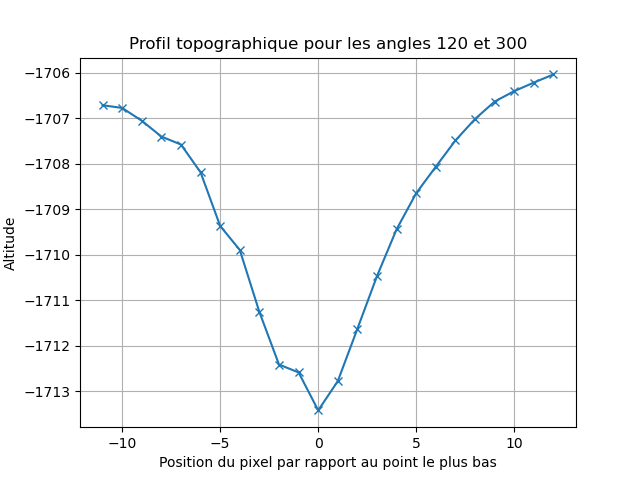 Profil topographique pour les angles 120 et 300
−1706
−1707
−1708
−1709
−1710
−1711
−1712
−1713
Altitude
−10 −5 0 5 10
Position du pixel par rapport au point le plus bas